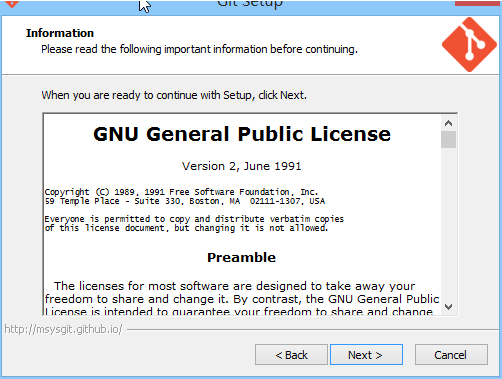 Git Setup
Information
Please read the following important information before continuing.
When you are ready to continue with Setup, click Next.
GNU General Public License
Version 2, June 1991
Copyright (C) 1989, 1991 Free Software Foundation, Inc.
59 Temple Place - Suite 330, Boston, MA  02111-1307, USA
Everyone is permitted to copy and distribute verbatim copies
of this license document, but changing it is not allowed.
Preamble
The licenses for most software are designed to take away your
freedom to share and change it. By contrast, the GNU General Public
License is intended to guarantee your freedom to share and change
http://msysgit.github.io/
< Back
Next >
Cancel